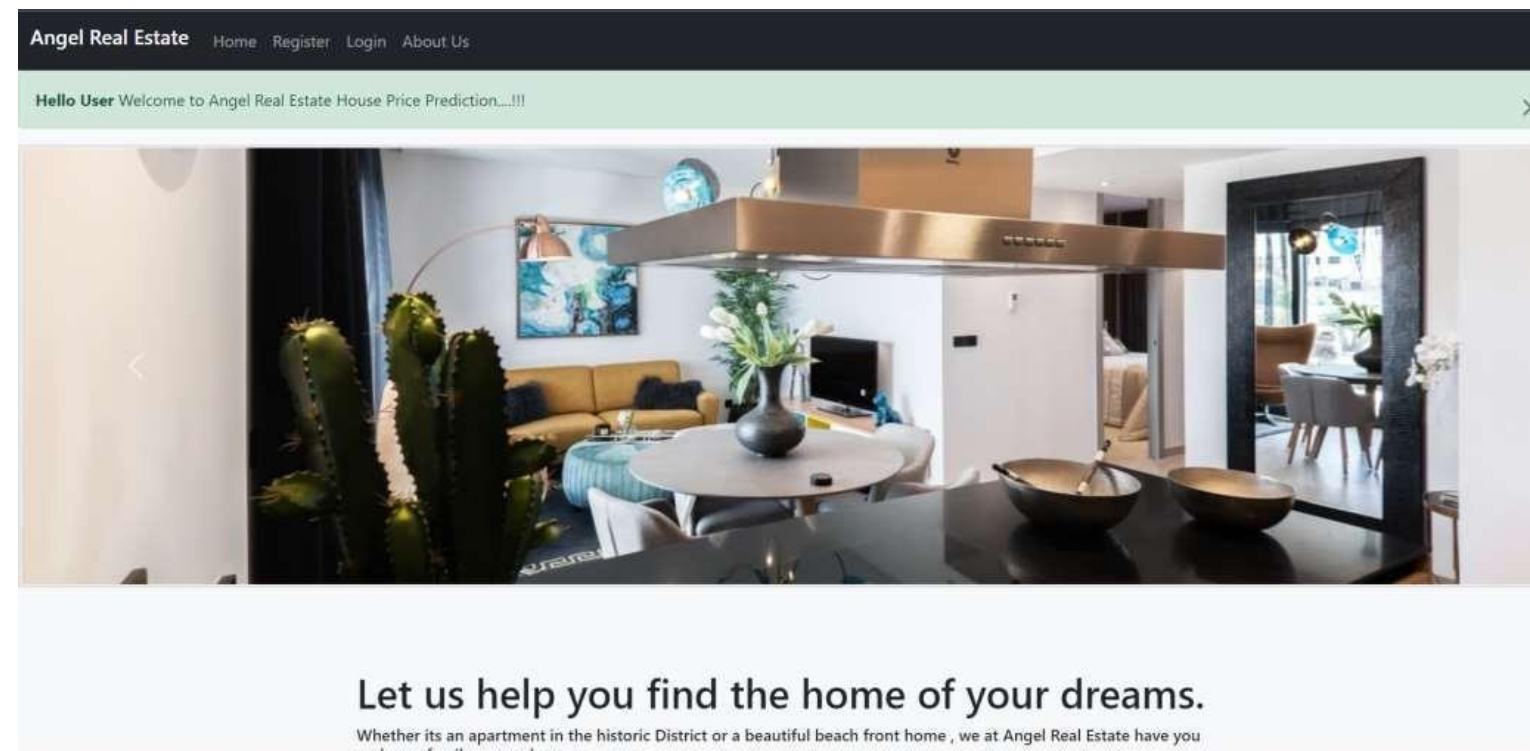 Angel Real Estate Home Register Login About Us
Hello User Welcome to Angel Real Estate House Price Prediction....!!!
Let us help you find the home of your dreams.
Whether its an apartment in the historic District or a beautiful beach front home , we at Angel Real Estate have you